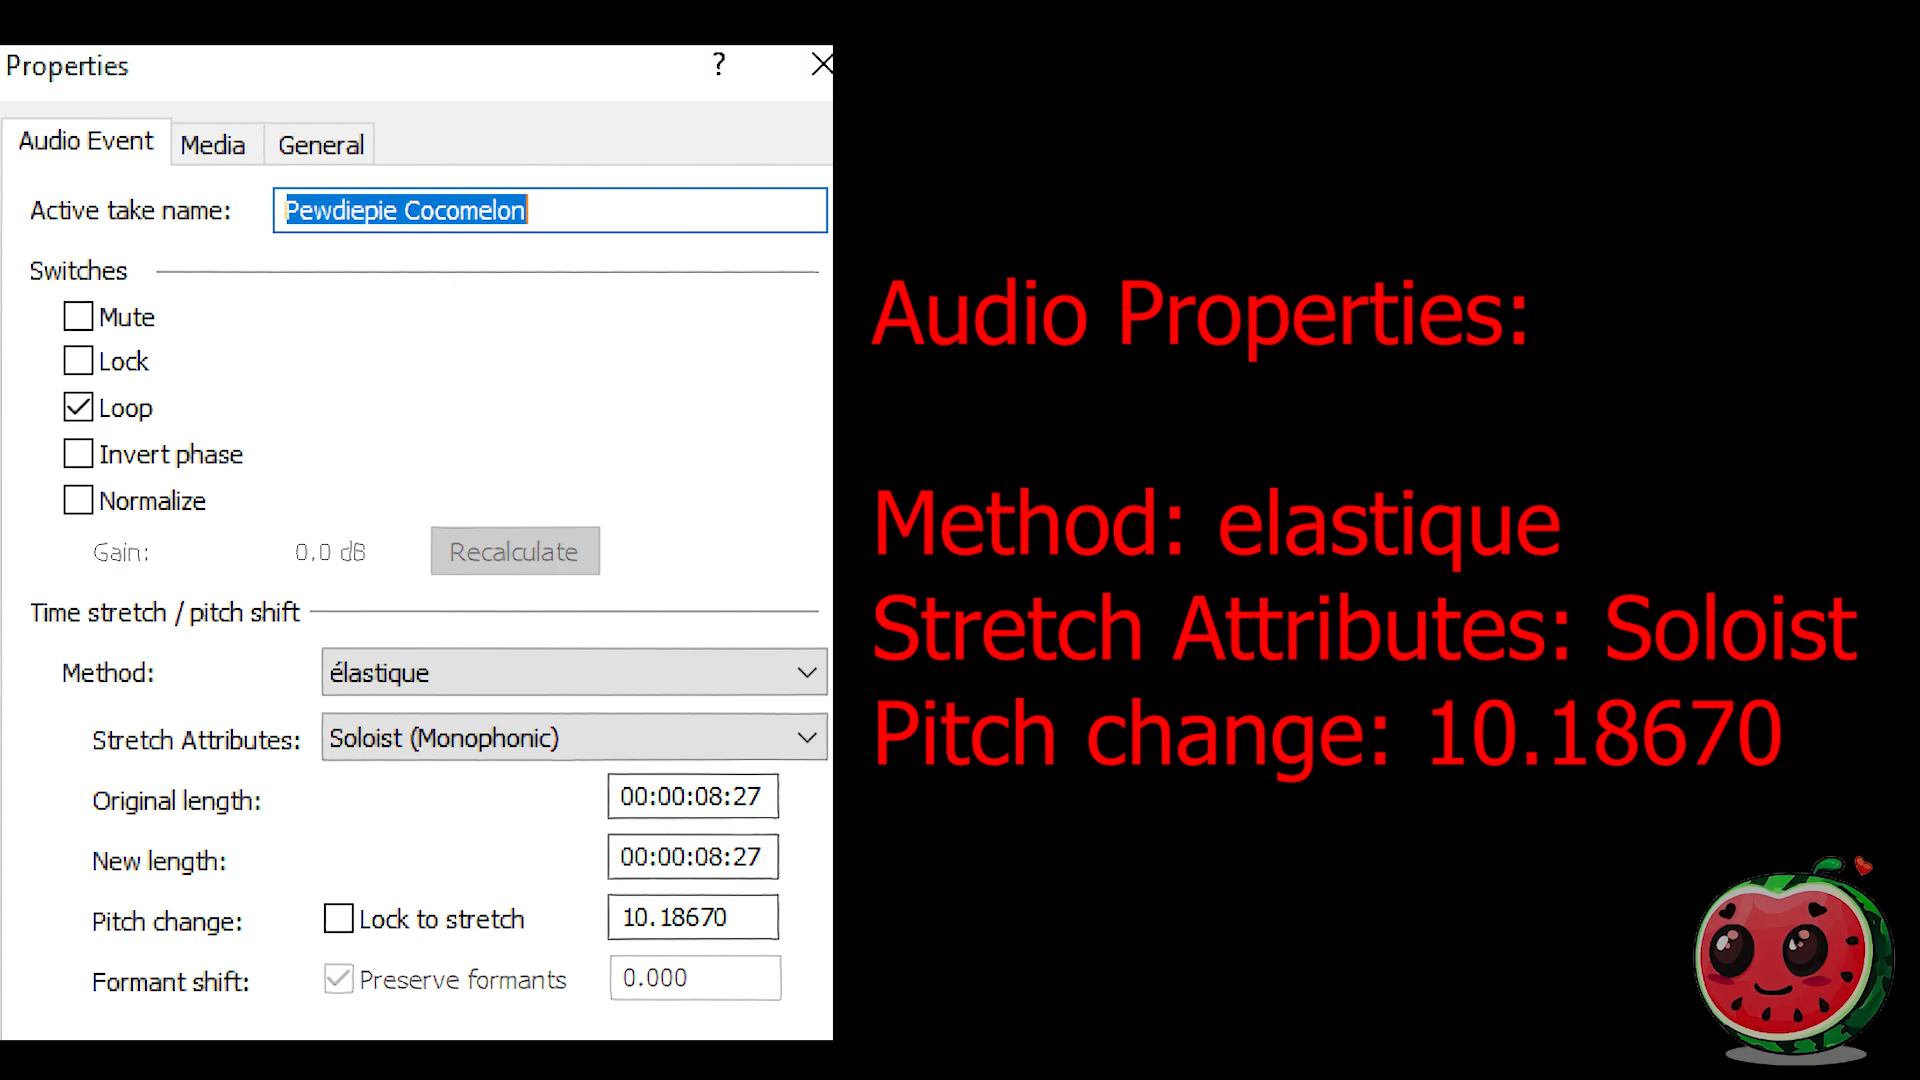 Properties
?
Audio Event
Media
General
Active take name:
Pewdiepie Cocomelon
Switches
Mute
Lock
Loop
Invert phase
Normalize
Gain:
0,0 dB
Recalculate
Time stretch / pitch shift
Method:
élastique
Stretch Attributes:
Soloist (Monophonic)
Original length:
00:00:08:27
New length:
00:00:08:27
Pitch change:
Lock to stretch
10.18670
Formant shift:
Preserve formants
0.000
Audio Properties:
Method: elastique
Stretch Attributes: Soloist
Pitch change: 10.18670